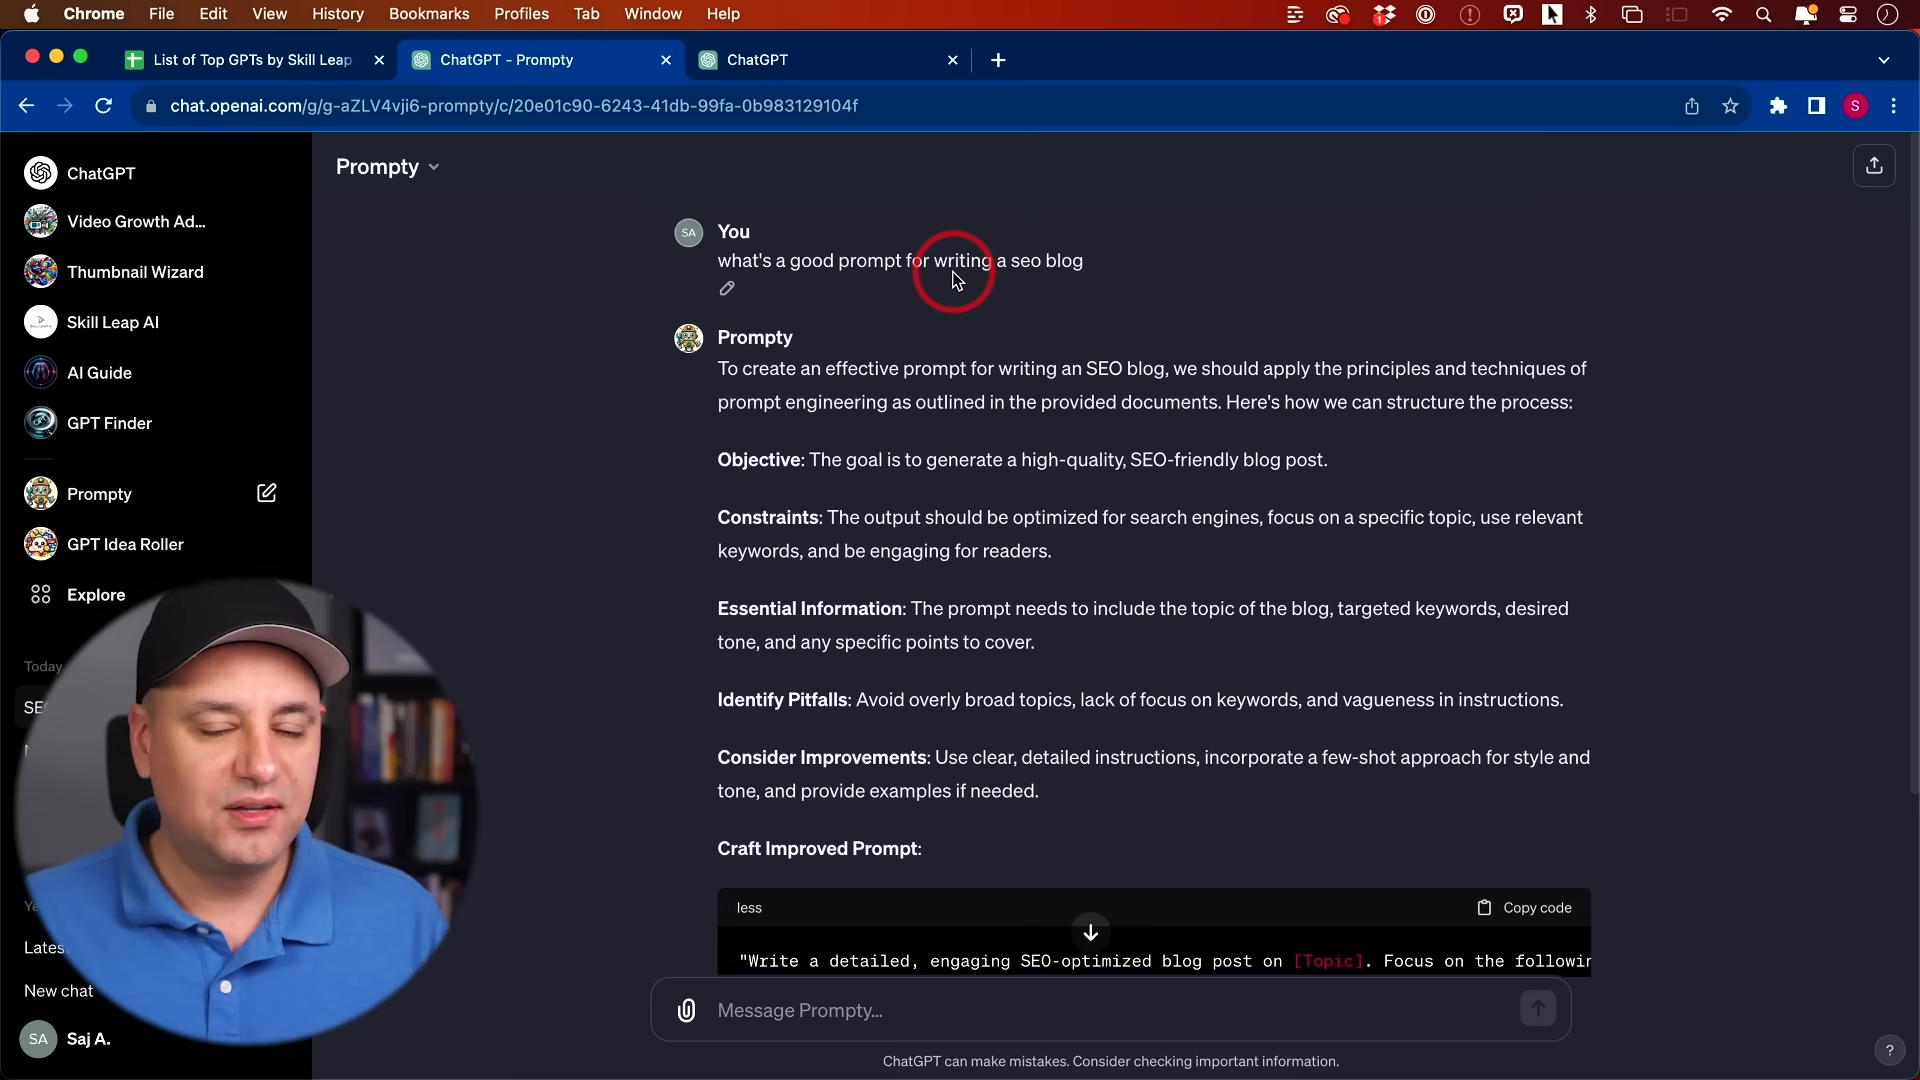 Chrome File Edit View History Bookmarks Profiles Tab Window Help
List of Top GPTs by Skill Leap
ChatGPT - Prompty
ChatGPT
chat.openai.com/g/g-aZLV4vji6-prompty/c/20e01c90-6243-41db-99fa-0b983129104f
S
ChatGPT
Video Growth Ad...
Thumbnail Wizard
Skill Leap AI
AI Guide
GPT Finder
Prompty
GPT Idea Roller
Explore
Today
SEO
Latest
New chat
SA
Saj A.
Prompty
SA
You
what's a good prompt for writing a seo blog
Prompty
To create an effective prompt for writing an SEO blog, we should apply the principles and techniques of
prompt engineering as outlined in the provided documents. Here's how we can structure the process:
Objective: The goal is to generate a high-quality, SEO-friendly blog post.
Constraints: The output should be optimized for search engines, focus on a specific topic, use relevant
keywords, and be engaging for readers.
Essential Information: The prompt needs to include the topic of the blog, targeted keywords, desired
tone, and any specific points to cover.
Identify Pitfalls: Avoid overly broad topics, lack of focus on keywords, and vagueness in instructions.
Consider Improvements: Use clear, detailed instructions, incorporate a few-shot approach for style and
tone, and provide examples if needed.
Craft Improved Prompt:
less
Copy code
"Write a detailed, engaging SEO-optimized blog post on [Topic]. Focus on the followin
Message Prompty...
ChatGPT can make mistakes. Consider checking important information.
?